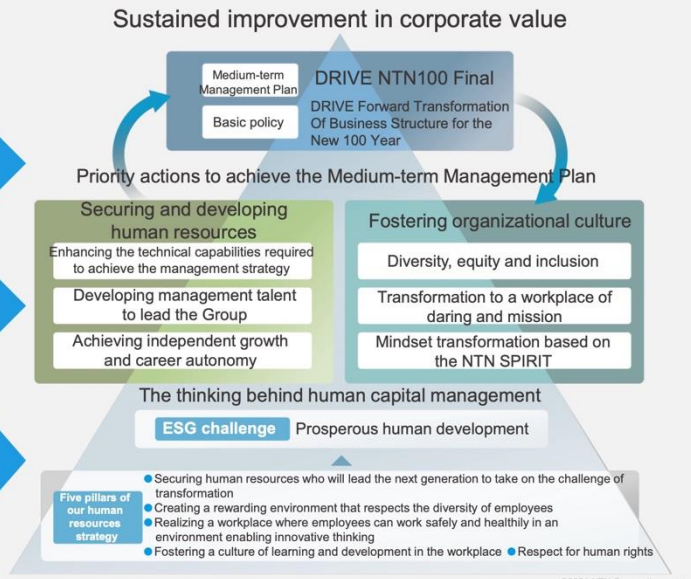 Sustained improvement in corporate value
Medium-term
Management Plan
DRIVE NTN100 Final
Basic policy
DRIVE Forward Transformation
Of Business Structure for the
New 100 Year
Priority actions to achieve the Medium-term Management Plan
Securing and developing
human resources
Enhancing the technical capabilities required
to achieve the management strategy
Developing management talent
to lead the Group
Achieving independent growth
and career autonomy
Fostering organizational culture
Diversity, equity and inclusion
Transformation to a workplace of
daring and mission
Mindset transformation based on
the NTN SPIRIT
The thinking behind human capital management
ESG challenge Prosperous human development
Five pillars of
our human
resources
strategy
● Securing human resources who will lead the next generation to take on the challenge of
transformation
● Creating a rewarding environment that respects the diversity of employees
● Realizing a workplace where employees can work safely and healthily in an
environment enabling innovative thinking
● Fostering a culture of learning and development in the workplace ● Respect for human rights